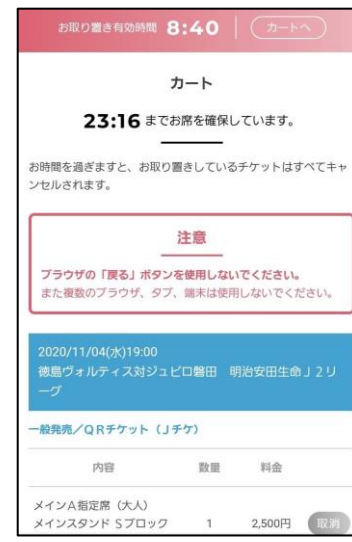 お取り置き有効時間 8:40 カートへ
カート
23:16 までお席を確保しています。
お時間を過ぎますと、お取り置きしているチケットはすべてキャ
ンセルされます。
注意
ブラウザの「戻る」ボタンを使用しないでください。
また複数のブラウザ、タブ、端末は使用しないでください。
2020/11/04(水)19:00
徳島ヴォルティス対ジュビロ磐田 明治安田生命J2リ
ーグ
一般発売/QRチケット（Jチケ）
内容 数量 料金
メインA指定席（大人）
メインスタンド Sブロック 1 2,500円 取消